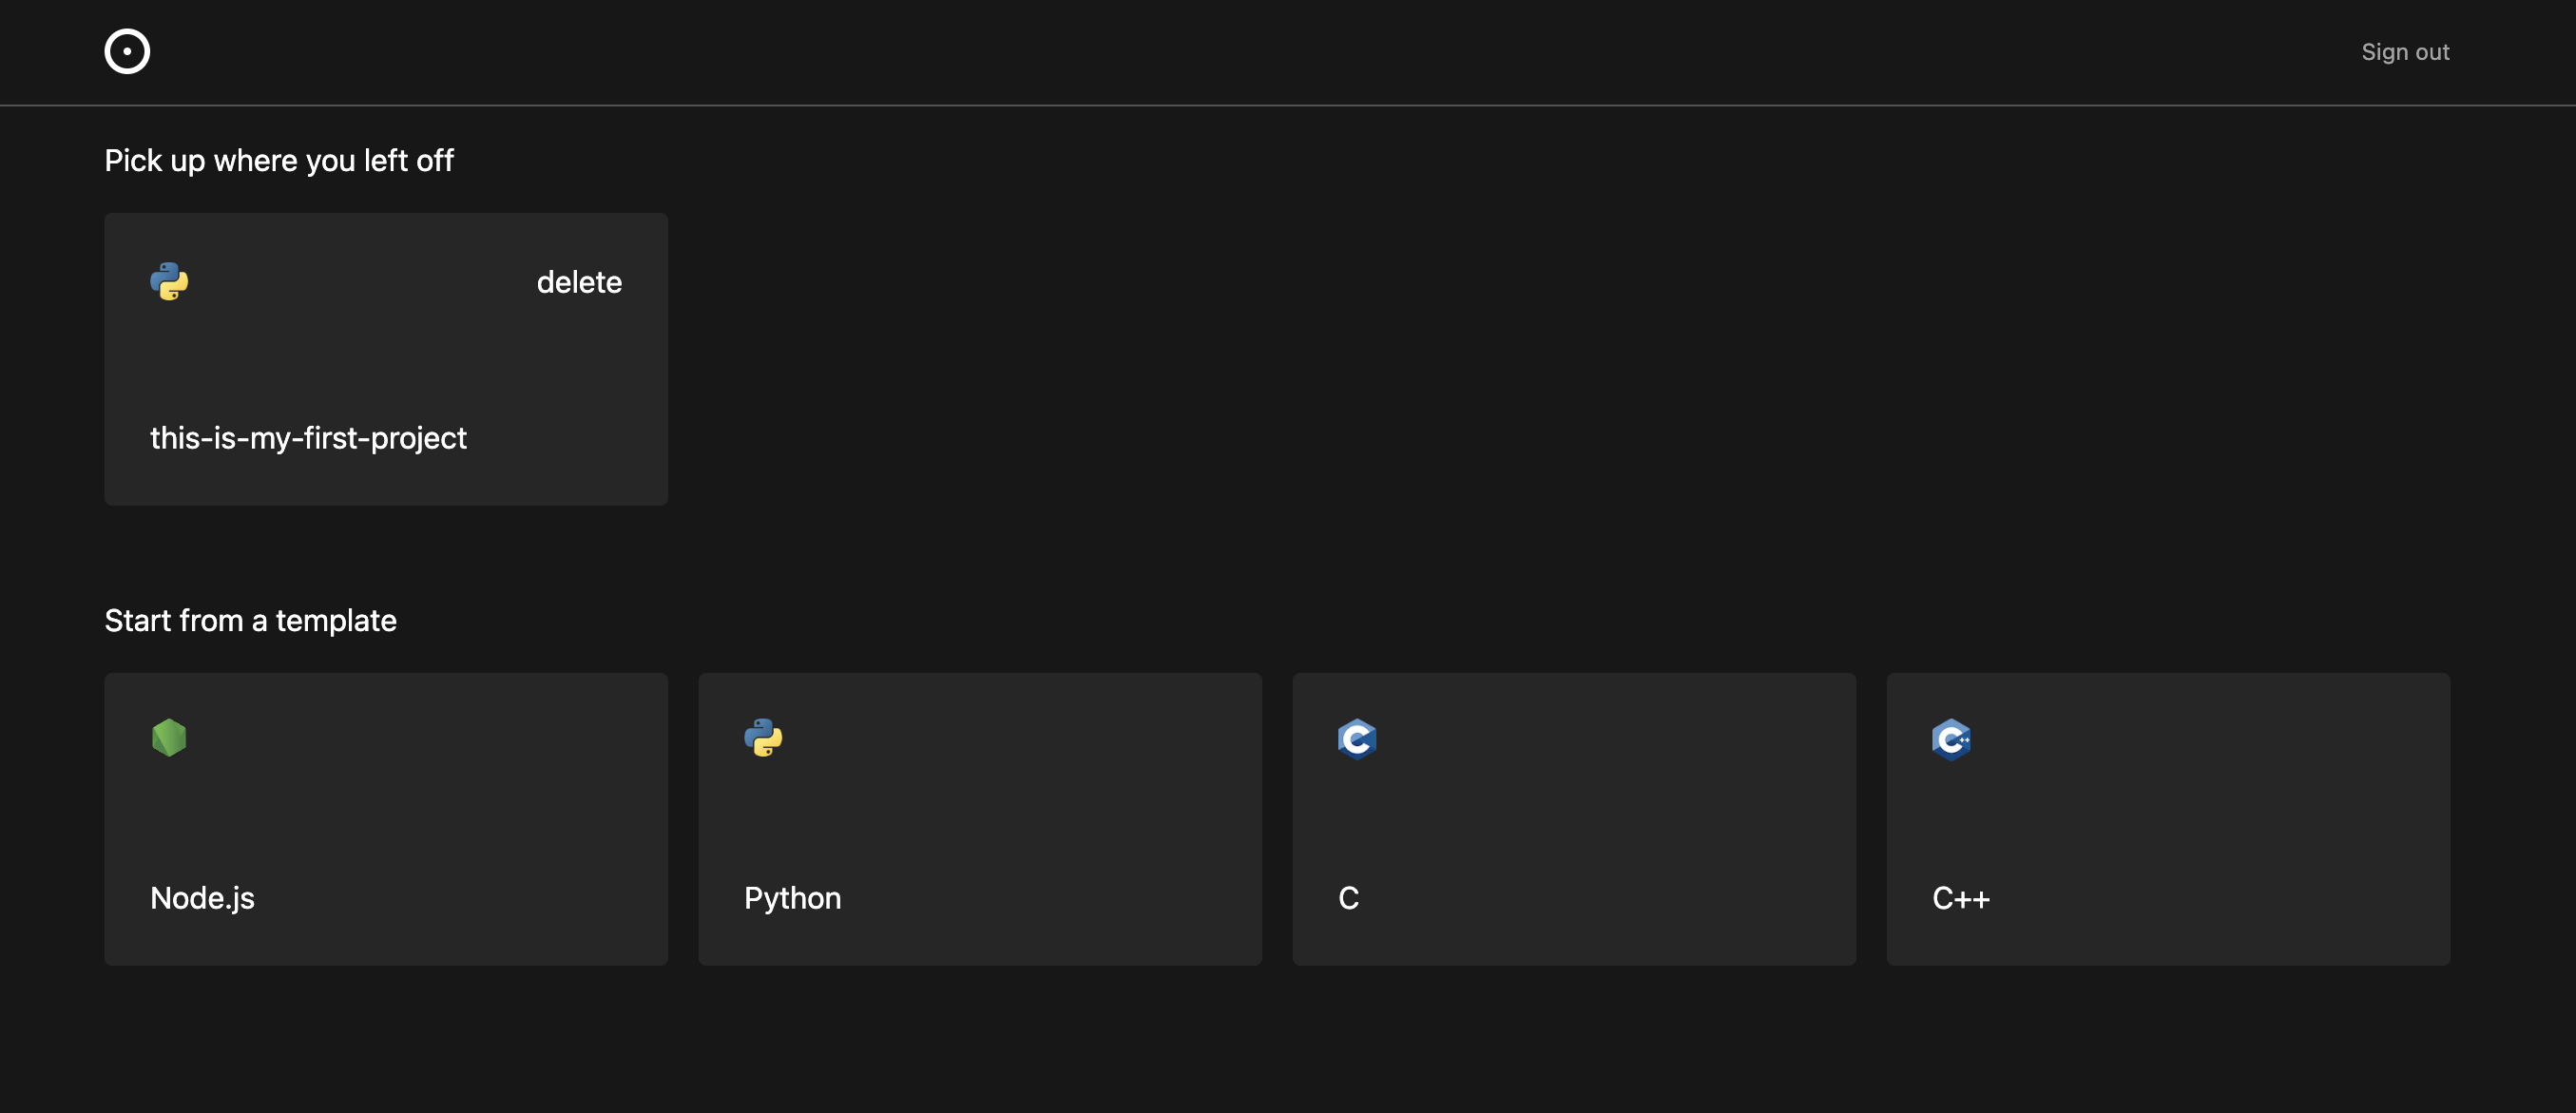 Sign out
Pick up where you left off
delete
this-is-my-first-project
Start from a template
Node.js
Python
C
C++